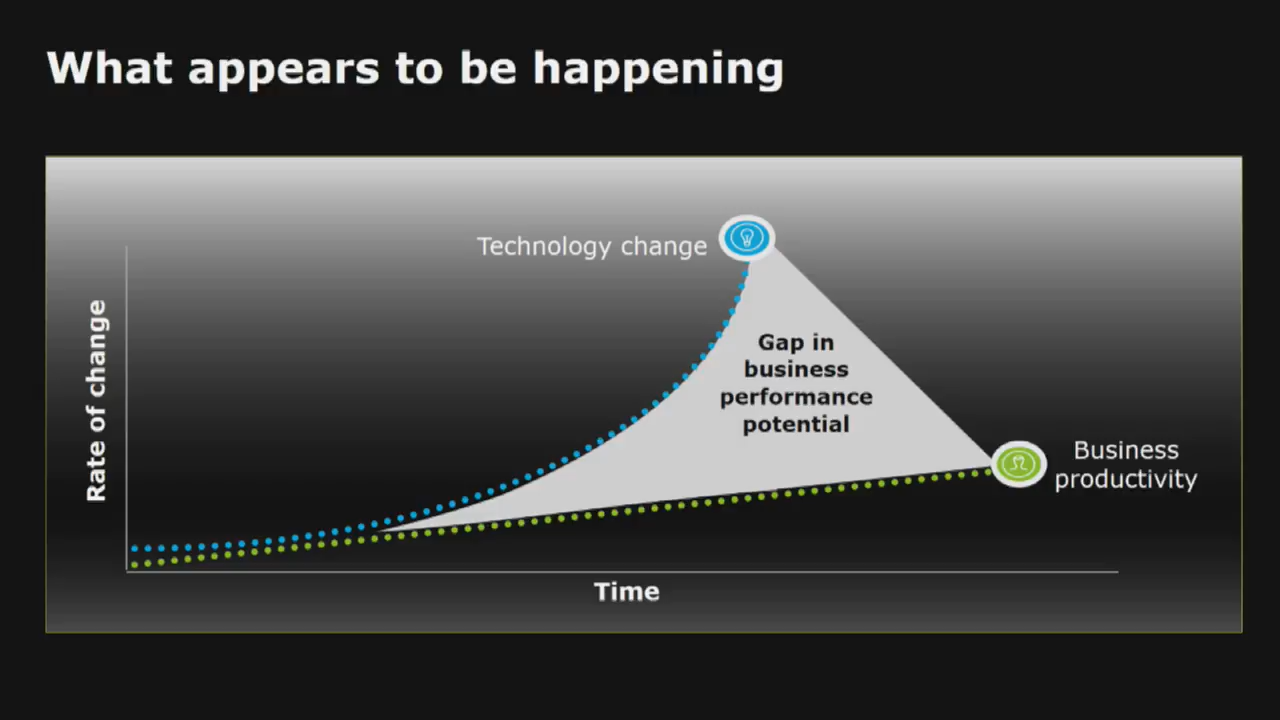 What appears to be happening
Technology change
Rate of change
Gap in
business
performance
potential
Business
productivity
Time